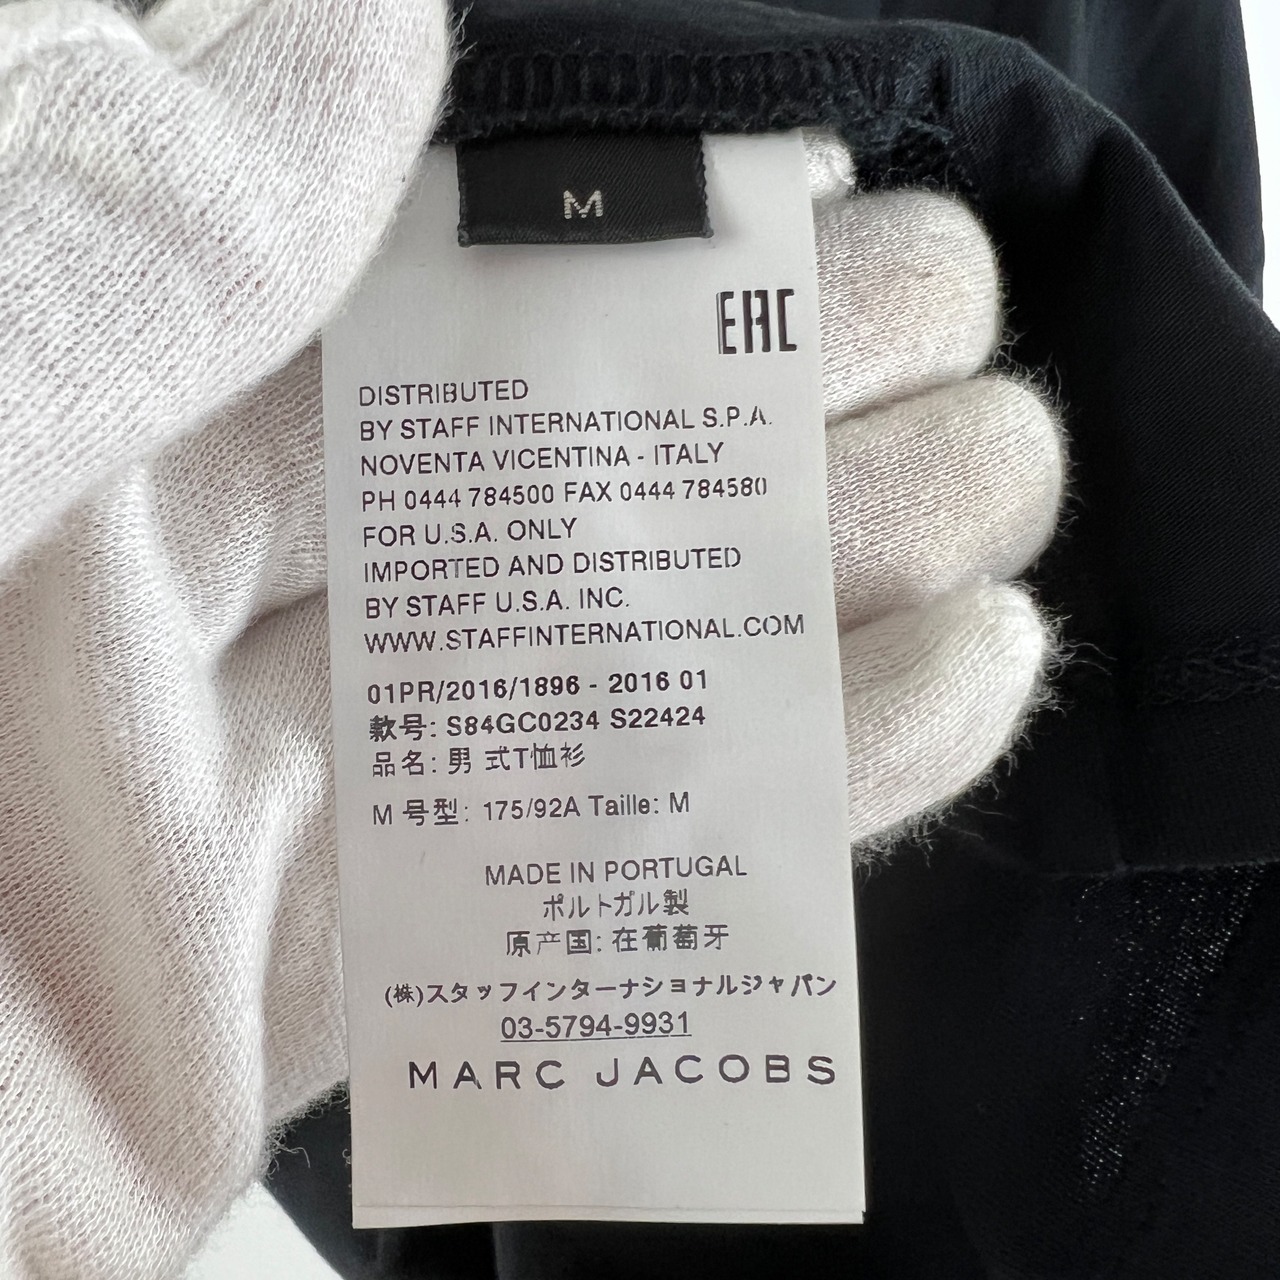 M
EAC
DISTRIBUTED
BY STAFF INTERNATIONAL S.P.A.
NOVENTA VICENTINA - ITALY
PH 0444 784500 FAX 0444 784580
FOR U.S.A. ONLY
IMPORTED AND DISTRIBUTED
BY STAFF U.S.A. INC.
WWW.STAFFINTERNATIONAL.COM
01PR/2016/1896 - 2016 01
款号: S84GC0234 S22424
品名: 男 式T恤衫
M 号型: 175/92A Taille: M
MADE IN PORTUGAL
ポルトガル製
原产国: 在葡萄牙
(株)スタッフインターナショナルジャパン
03-5794-9931
MARC JACOBS